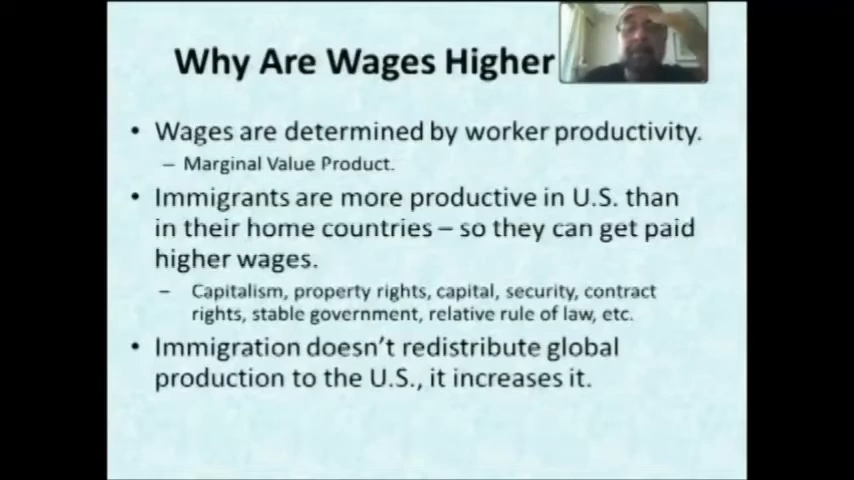 Why Are Wages Higher
• Wages are determined by worker productivity.
– Marginal Value Product.
• Immigrants are more productive in U.S. than
in their home countries – so they can get paid
higher wages.
– Capitalism, property rights, capital, security, contract
rights, stable government, relative rule of law, etc.
• Immigration doesn't redistribute global
production to the U.S., it increases it.